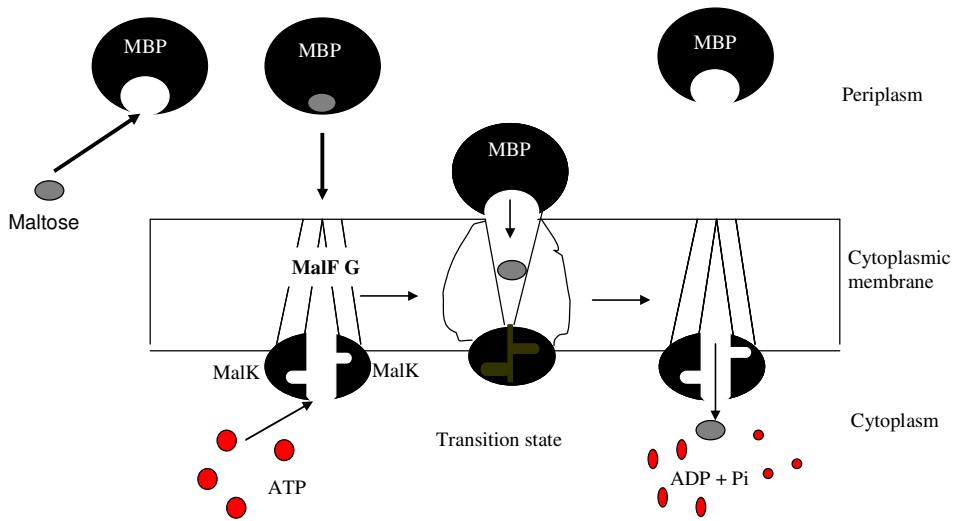 MBP
MBP
MBP
Periplasm
MBP
Maltose
MalF G
Cytoplasmic
membrane
MalK
MalK
Cytoplasm
Transition state
ATP
ADP + Pi